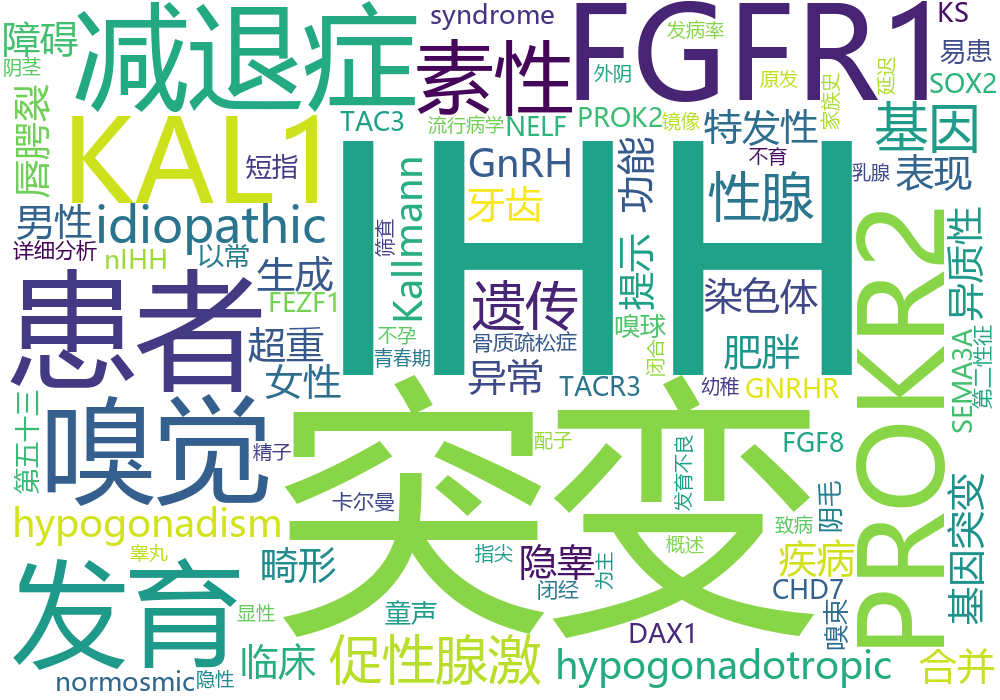 障碍
减退症
syndrome
FGFR1
KS
阴茎
唇腭裂
素性
外阴
发病率
原发
延迟
易患
SOX2
家族史
KAL1
TAC3
流行病学
NELF
PROK2
镜像
特发性
基因
短指
GnRH
功能
不育
乳腺
表现
牙齿
性腺
男性
idiopathic
筛查
IHH
详细分析
nIHH
以常
生成
Kallmann
遗传
提示
染色体
PROKR2
异质性
患者
FEZF1
超重
不孕
骨质疏松症
嗅球
闭合
肥胖
SEMA3A
第二性征
女性
青春期
异常
TACR3
幼稚
GNRHR
第五十三
嗅觉
突变
精子
配子
发育不良
FGF8
卡尔曼
阴毛
基因突变
hypogonadism
致病
睾丸
畸形
指尖
隐睾
概述
疾病
为主
闭经
CHD7
发育
显性
童声
DAX1
嗅束
临床
促性腺激
hypogonadotropic
合并
normosmic
隐性